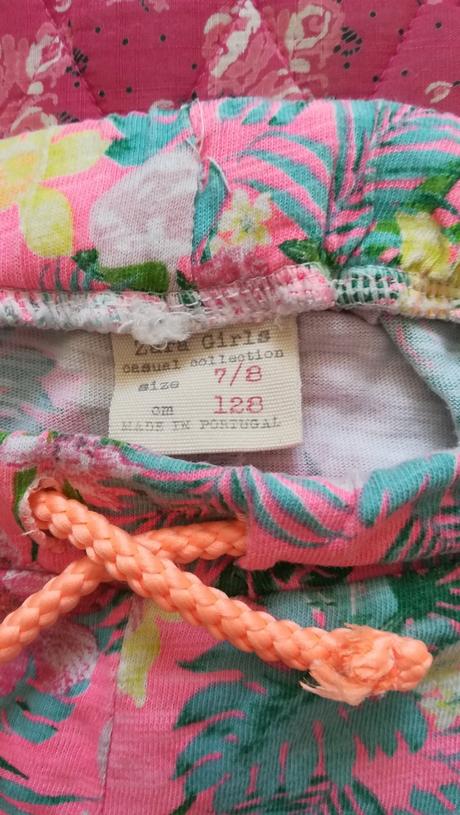 Zara Girls
casual collection
size 7/8
cm 128
MADE IN PORTUGAL